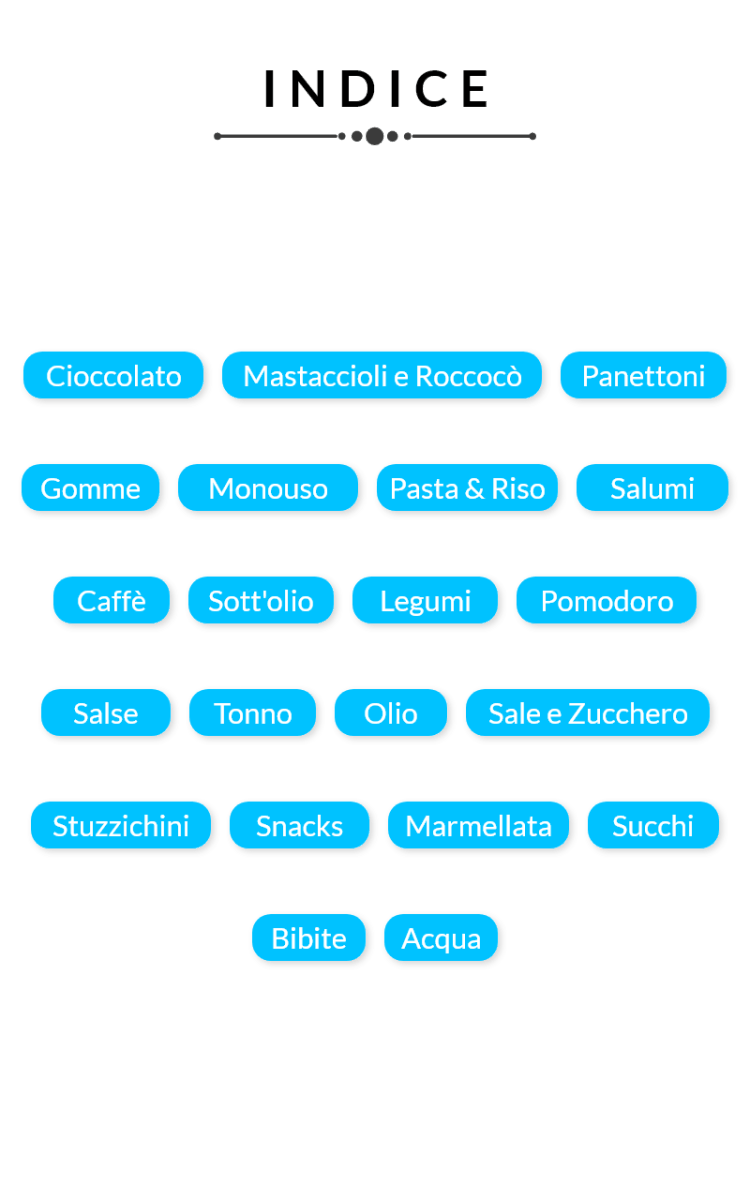 INDICE
Cioccolato Mastaccioli e Roccocò Panettoni
Gomme Monouso Pasta & Riso Salumi
Caffè Sott'olio Legumi Pomodoro
Salse Tonno Olio Sale e Zucchero
Stuzzichini Snacks Marmellata Succhi
Bibite Acqua